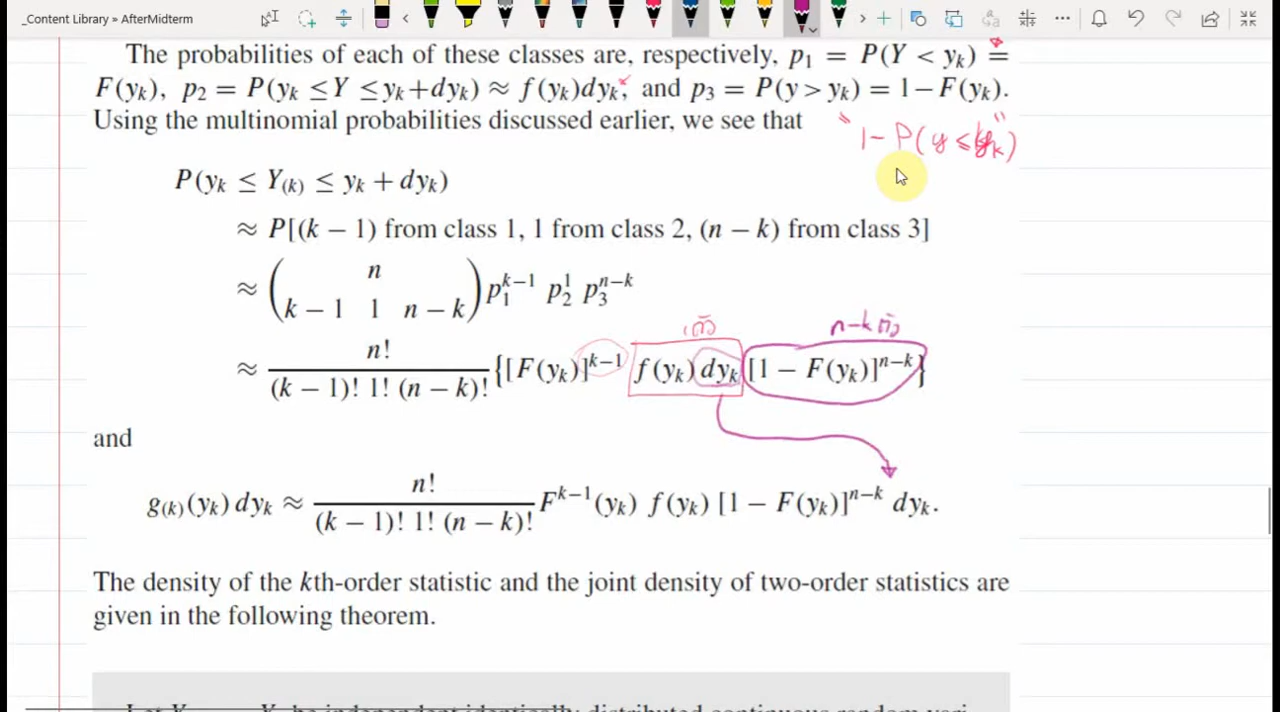 _Content Library » AfterMidterm
The probabilities of each of these classes are, respectively, p₁ = P(Y < yₖ) =
F(yₖ), p₂ = P(yₖ ≤ Y ≤ yₖ + dyₖ) ≈ f(yₖ)dyₖ, and p₃ = P(y > yₖ) = 1 − F(yₖ).
Using the multinomial probabilities discussed earlier, we see that
" 1 − P(y ≤ yₖ) "
P(yₖ ≤ Y₍ₖ₎ ≤ yₖ + dyₖ)
≈ P[(k − 1) from class 1, 1 from class 2, (n − k) from class 3]
≈ ( n
k − 1 1 n − k ) p₁^{k−1} p₂^1 p₃^{n−k}
n−k
≈ n! / ((k − 1)! 1! (n − k)!) {[F(yₖ)]^{k−1} f(yₖ) dyₖ [1 − F(yₖ)]^{n−k}}
and
g₍ₖ₎(yₖ) dyₖ ≈ n! / ((k − 1)! 1! (n − k)!) F^{k−1}(yₖ) f(yₖ) [1 − F(yₖ)]^{n−k} dyₖ.
The density of the kth-order statistic and the joint density of two-order statistics are
given in the following theorem.